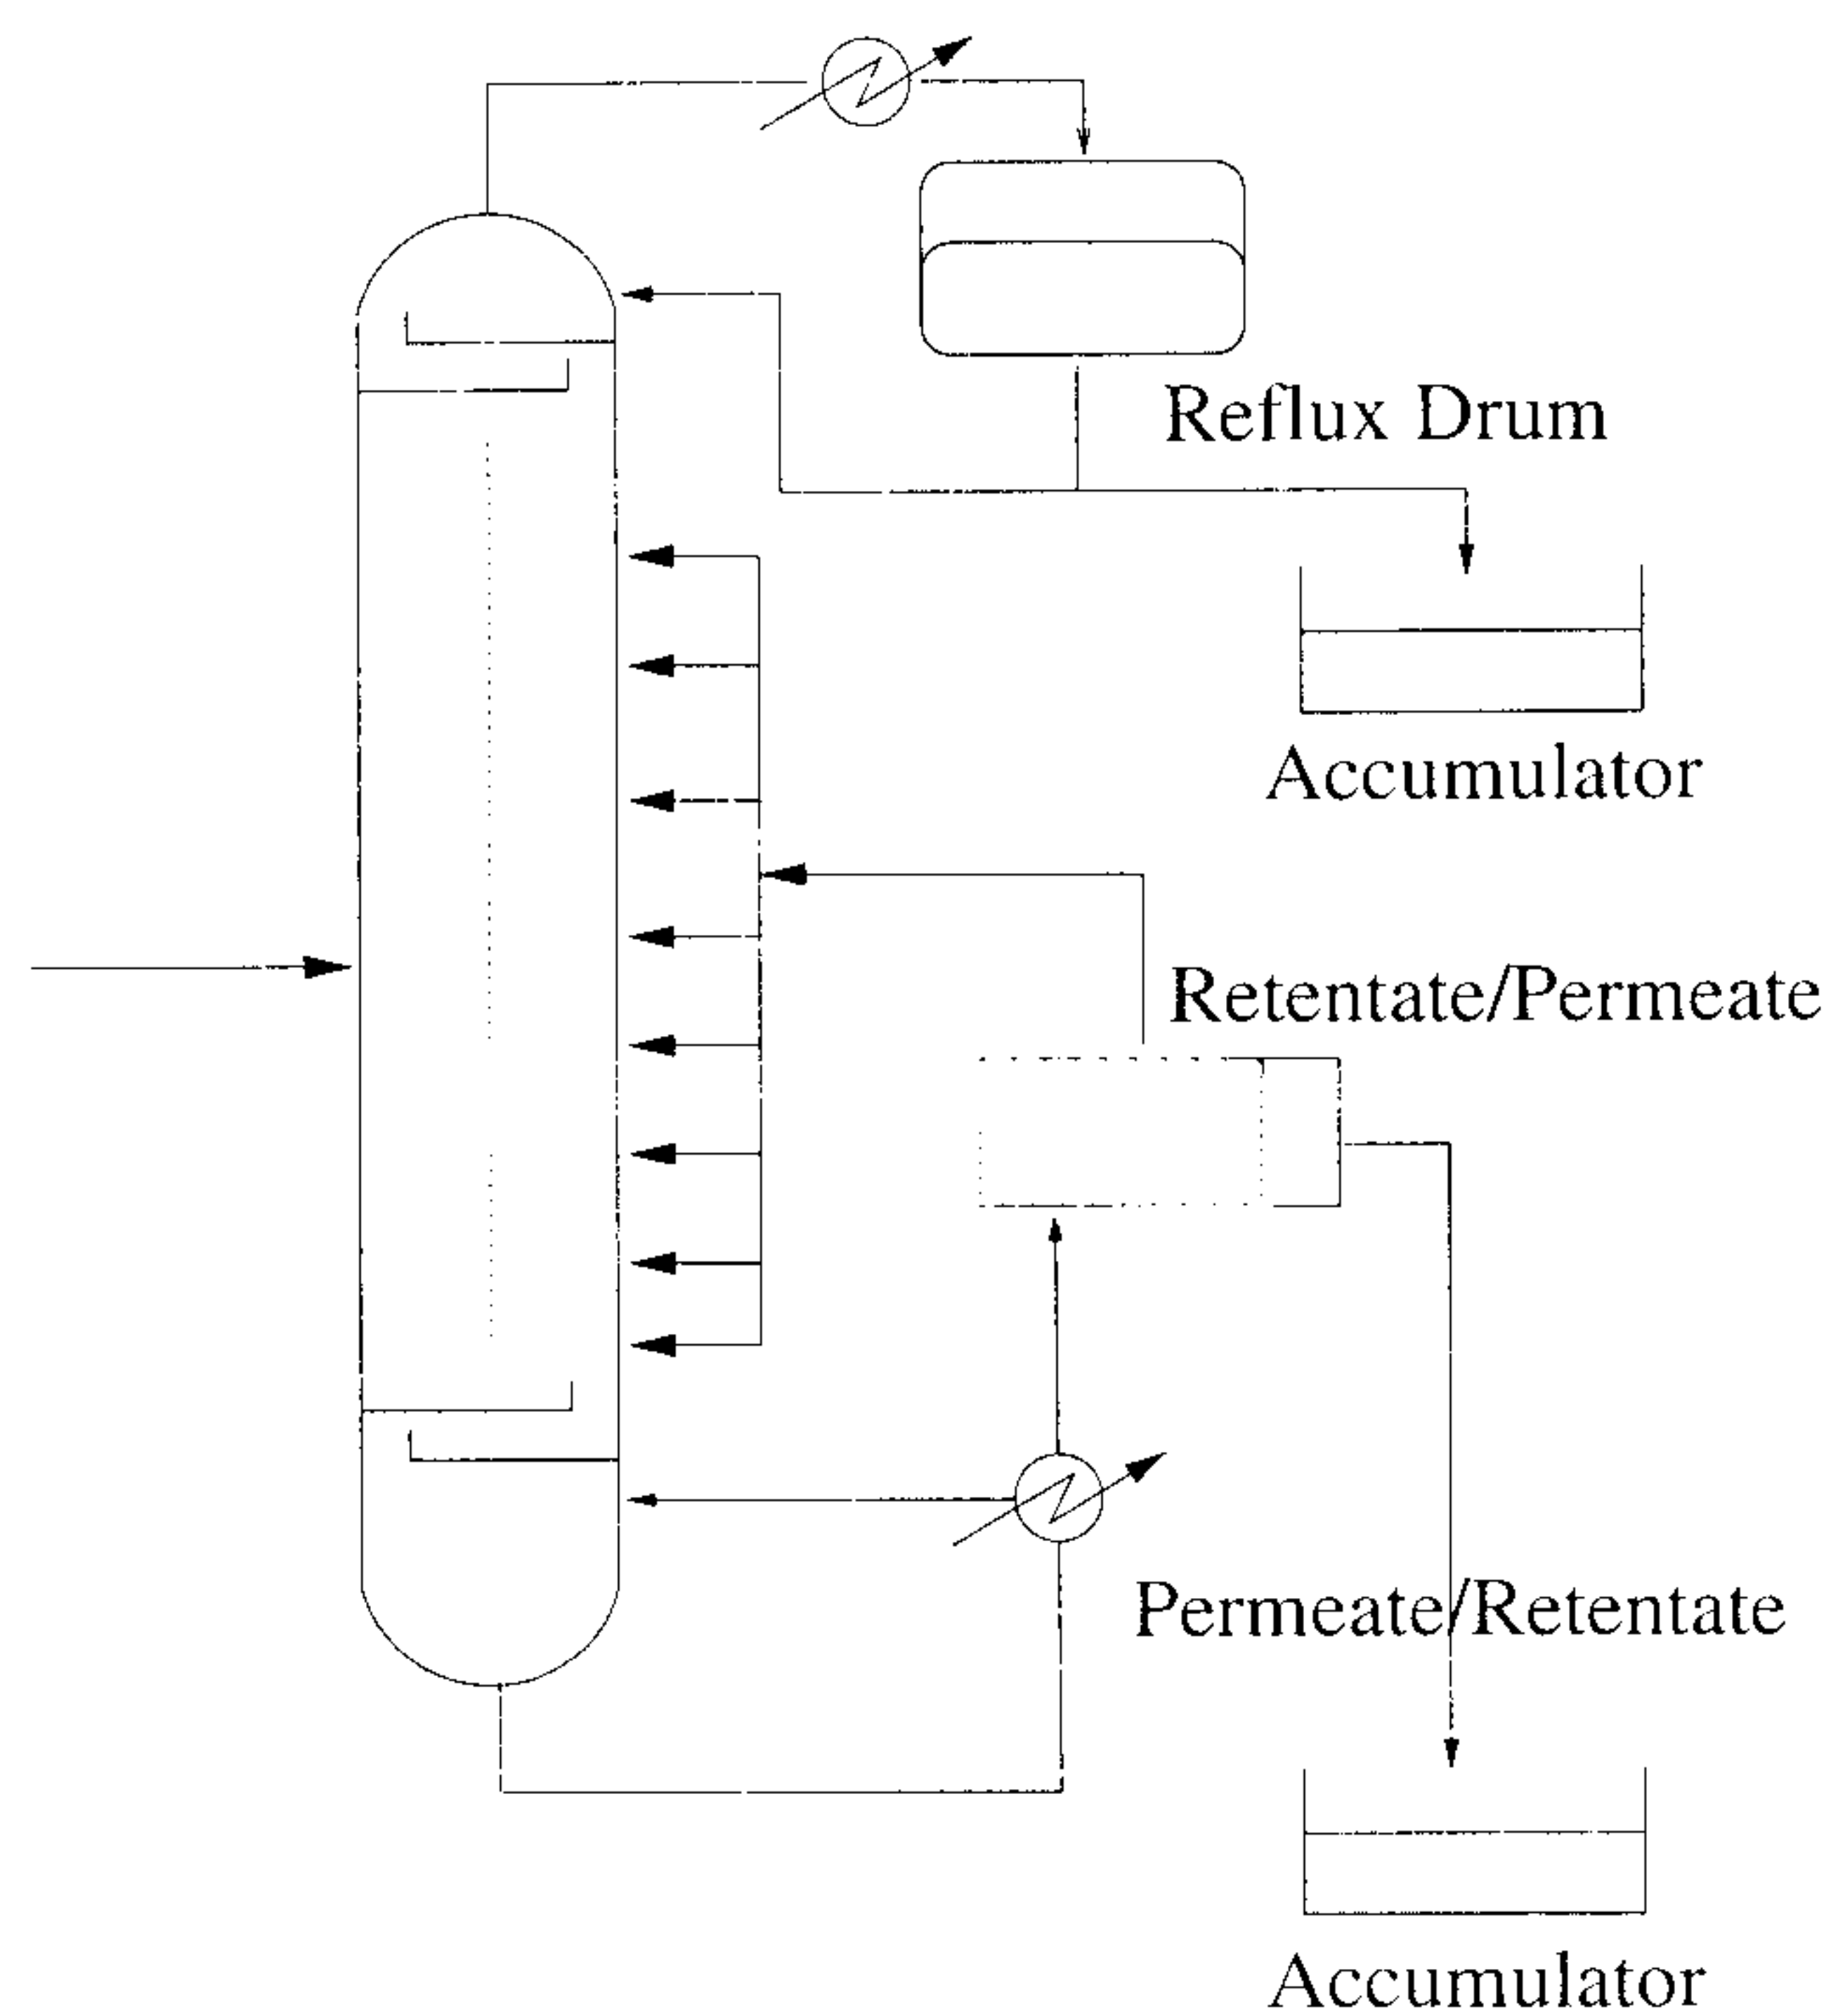 Reflux Drum
Accumulator
Retentate/Permeate
Permeate/Retentate
Accumulator